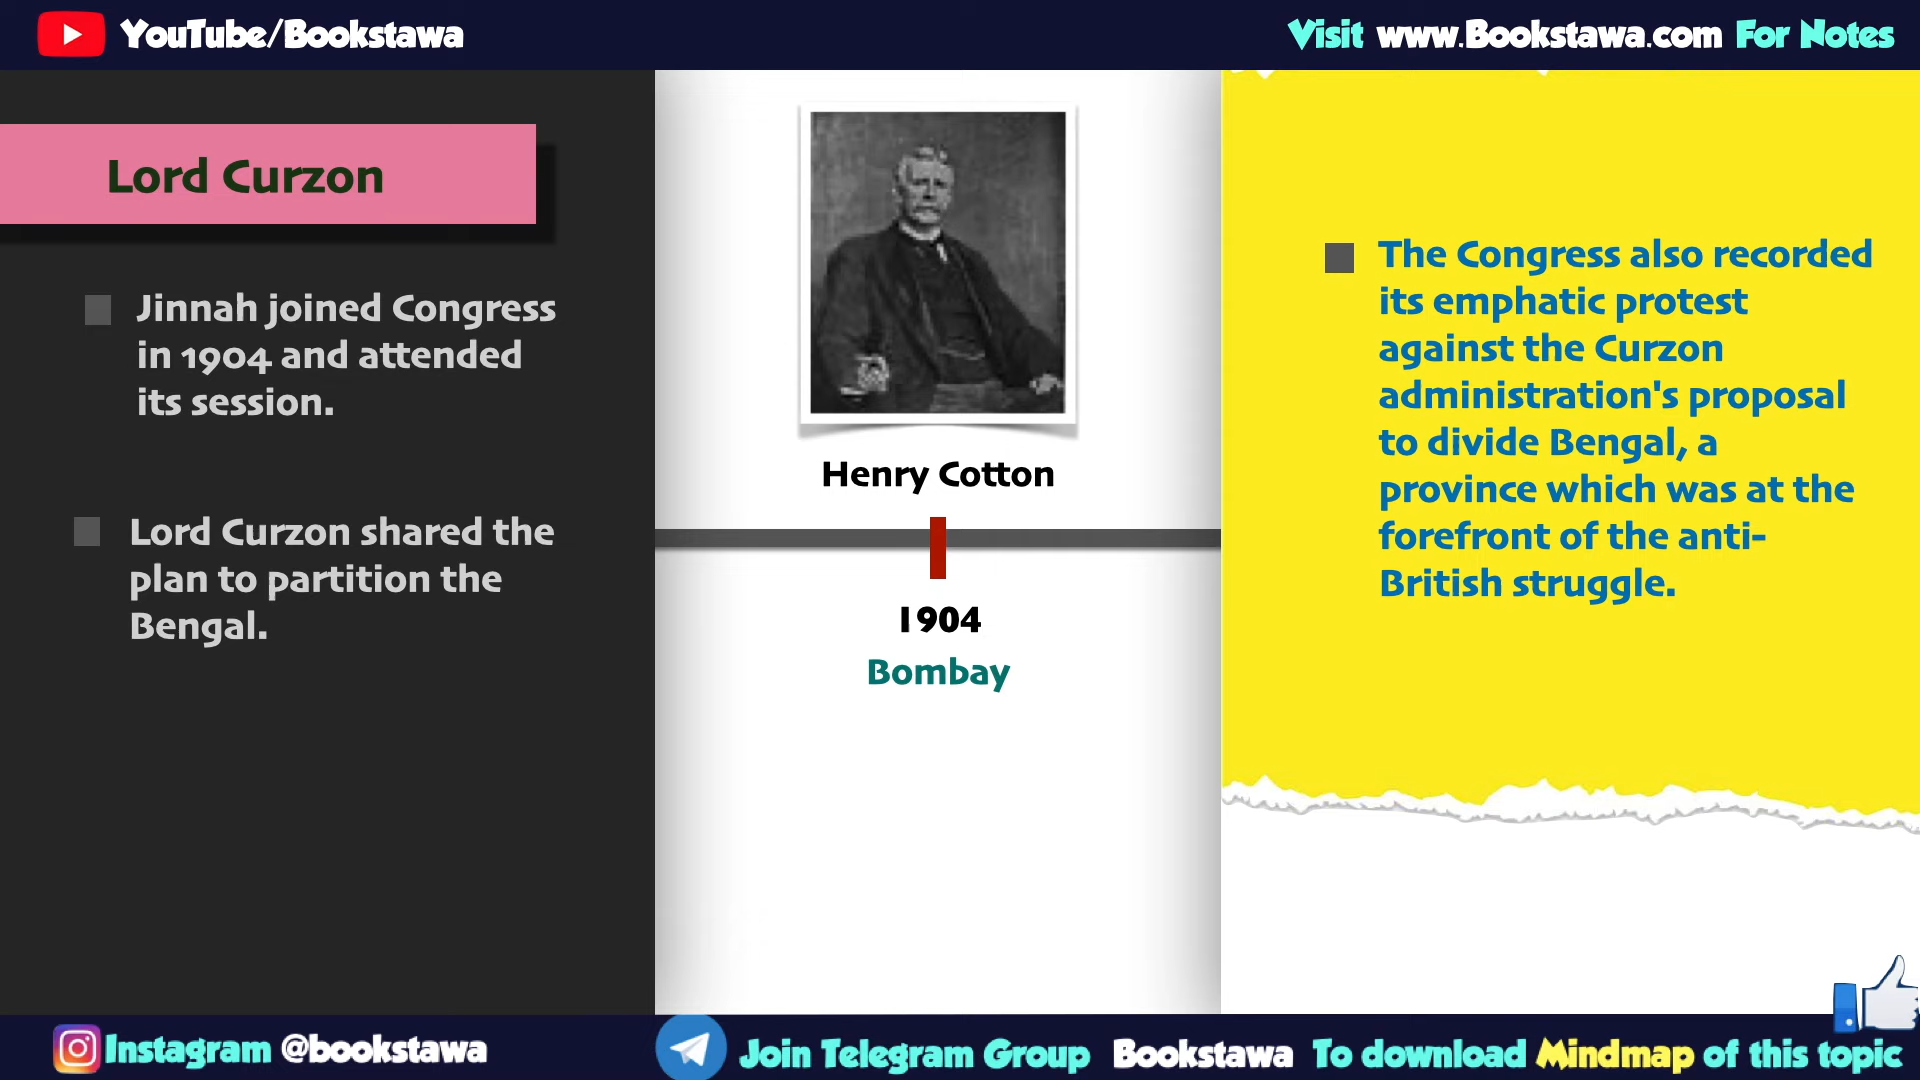 YouTube/Bookstawa
Visit www.Bookstawa.com For Notes
Lord Curzon
Jinnah joined Congress
in 1904 and attended
its session.
Lord Curzon shared the
plan to partition the
Bengal.
Henry Cotton
1904
Bombay
The Congress also recorded
its emphatic protest
against the Curzon
administration's proposal
to divide Bengal, a
province which was at the
forefront of the anti-
British struggle.
Instagram @bookstawa
Join Telegram Group Bookstawa To download Mindmap of this topic